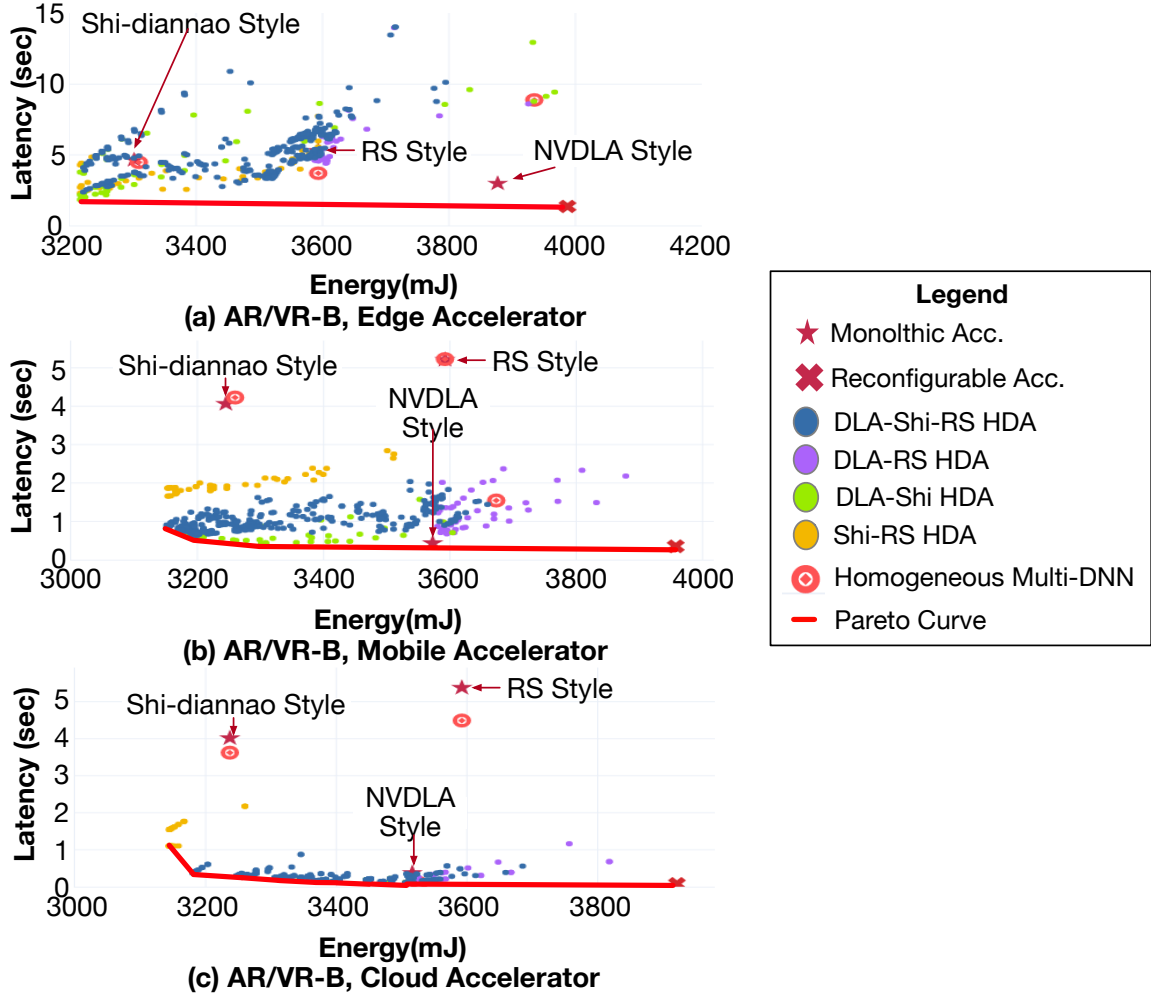 15
10
5
0
Latency (sec)
Shi-diannao Style
RS Style
NVDLA Style
3200 3400 3600 3800 4000 4200
Energy(mJ)
(a) AR/VR-B, Edge Accelerator
5
4
3
2
1
0
Latency (sec)
Shi-diannao Style
RS Style
NVDLA
Style
3000 3200 3400 3600 3800 4000
Energy(mJ)
(b) AR/VR-B, Mobile Accelerator
5
4
3
2
1
0
Latency (sec)
RS Style
Shi-diannao Style
NVDLA
Style
3000 3200 3400 3600 3800
Energy(mJ)
(c) AR/VR-B, Cloud Accelerator
Legend
Monolthic Acc.
Reconfigurable Acc.
DLA-Shi-RS HDA
DLA-RS HDA
DLA-Shi HDA
Shi-RS HDA
Homogeneous Multi-DNN
Pareto Curve